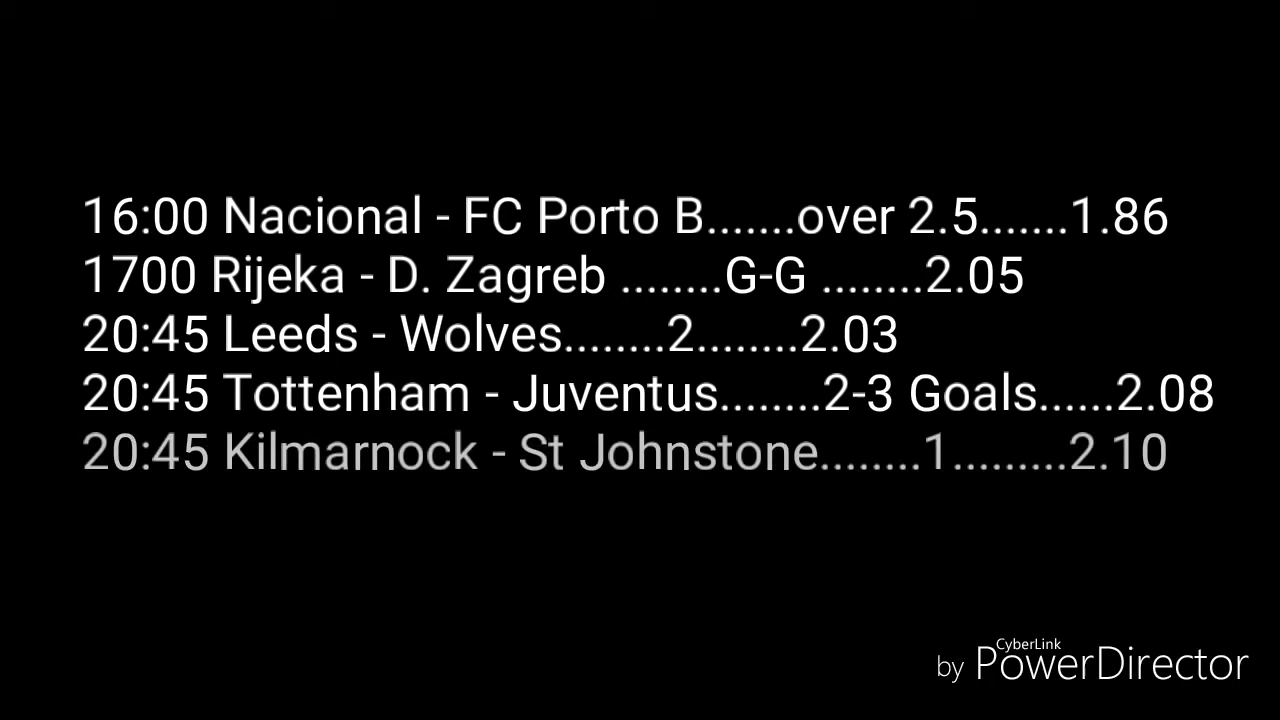 16:00 Nacional - FC Porto B.......over 2.5.......1.86
1700 Rijeka - D. Zagreb ........G-G ........2.05
20:45 Leeds - Wolves........2........2.03
20:45 Tottenham - Juventus........2-3 Goals......2.08
20:45 Kilmarnock - St Johnstone........1.........2.10
CyberLink
by PowerDirector